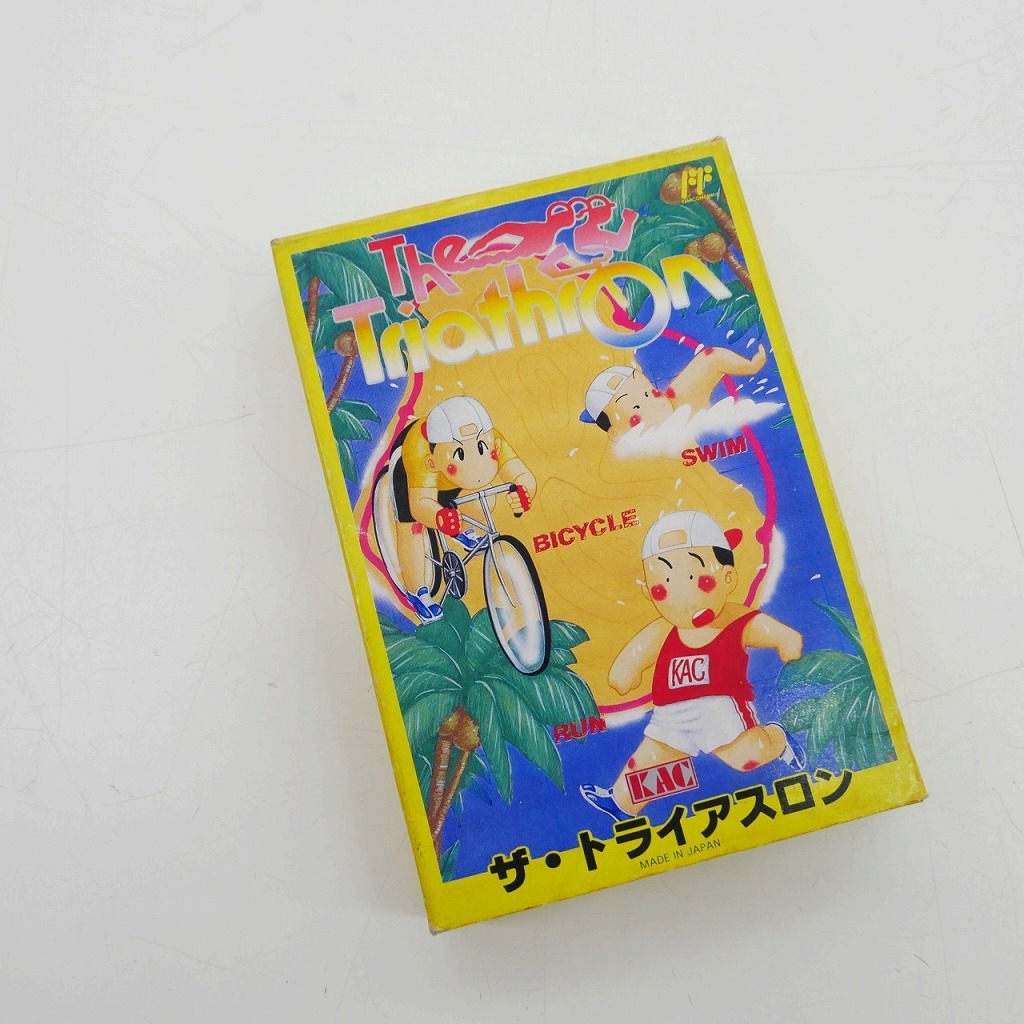 The
Triathlon
SWIM
BICYCLE
KAC
RUN
KAC
ザ・トライアスロン
MADE IN JAPAN